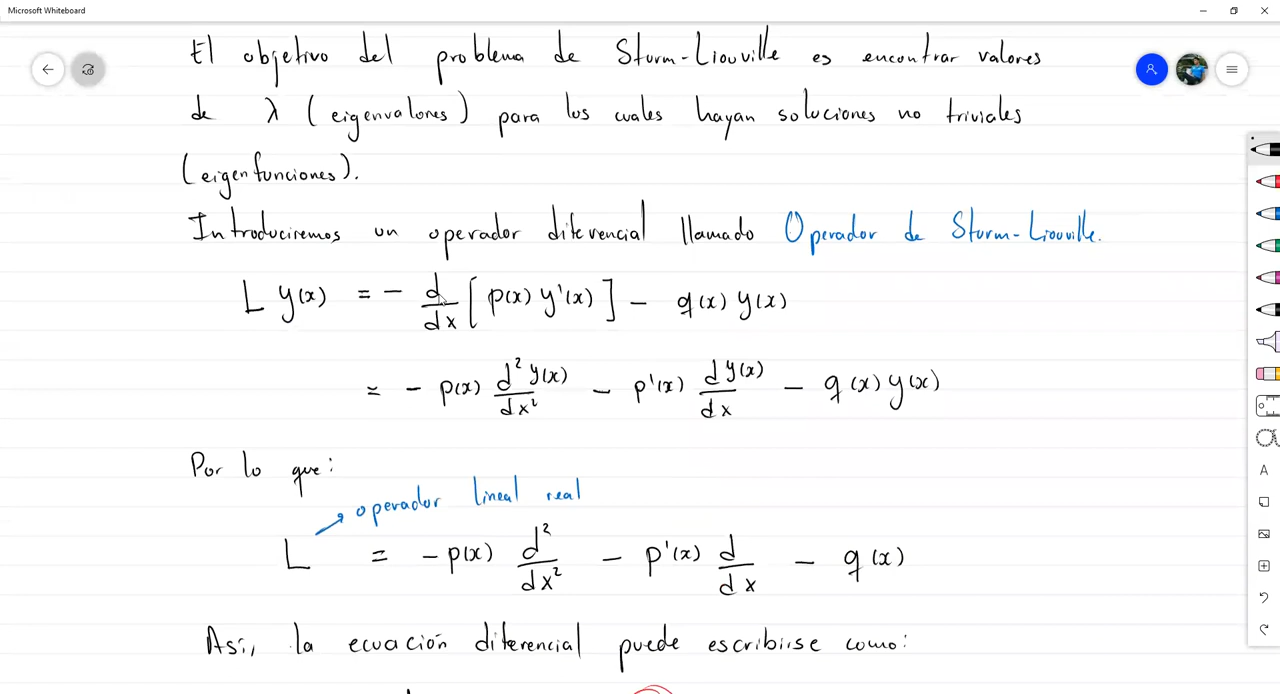 Microsoft Whiteboard
El objetivo del problema de Sturm-Liouville es encontrar valores
de λ (eigenvalores) para los cuales hayan soluciones no triviales
(eigenfunciones).
Introduciremos un operador diferencial llamado Operador de Sturm-Liouville.
L y(x) = - d/dx [p(x) y'(x)] - q(x) y(x)
= - p(x) d²y(x)/dx² - p'(x) dy(x)/dx - q(x) y(x)
Por lo que:
operador lineal real
L = -p(x) d²/dx² - p'(x) d/dx - q(x)
Así, la ecuación diferencial puede escribirse como: